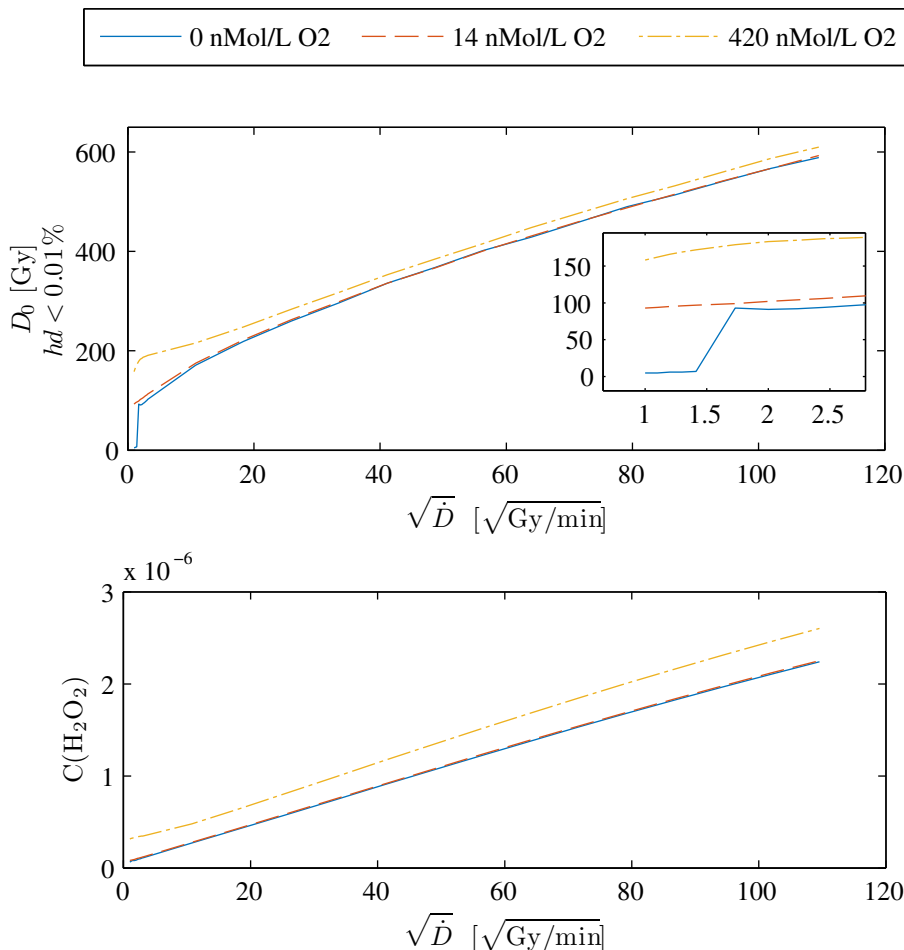 0 nMol/L O2 14 nMol/L O2 420 nMol/L O2
600
400
200
0
D₀ [Gy]
hd < 0.01%
150
100
50
0
1 1.5 2 2.5
0 20 40 60 80 100 120
√Ḋ [√Gy/min]
x 10⁻⁶
3
2
1
0
C(H₂O₂)
0 20 40 60 80 100 120
√Ḋ [√Gy/min]